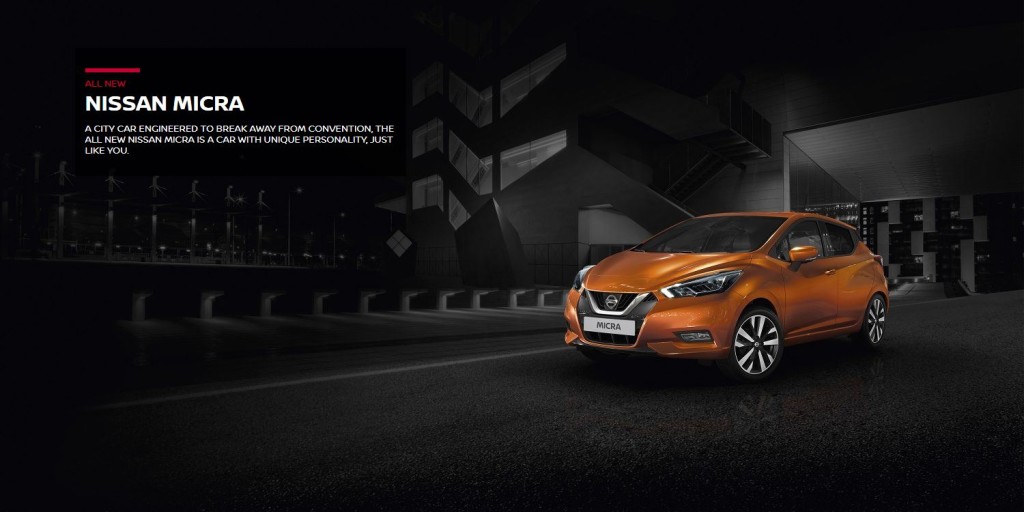 ALL NEW
NISSAN MICRA
A CITY CAR ENGINEERED TO BREAK AWAY FROM CONVENTION, THE
ALL NEW NISSAN MICRA IS A CAR WITH UNIQUE PERSONALITY, JUST
LIKE YOU.
MICRA